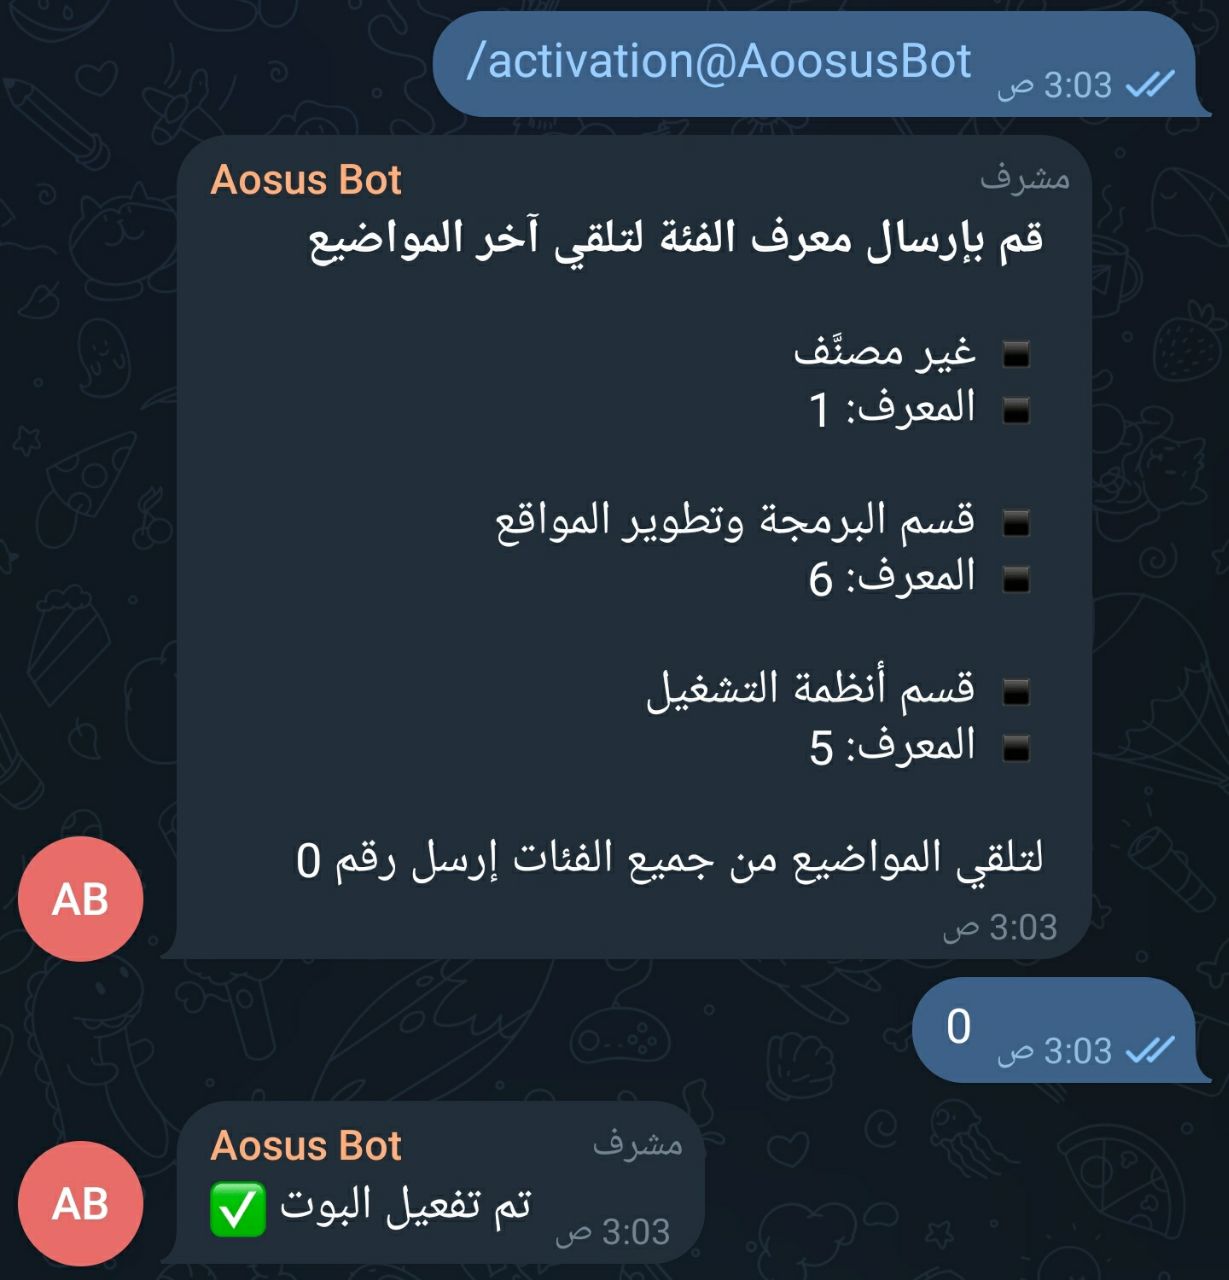 /activation@AoosusBot
3:03 ص
Aosus Bot
مشرف
قم بإرسال معرف الفئة لتلقي آخر المواضيع
▪️ غير مصنَّف
▪️ المعرف: 1
▪️ قسم البرمجة وتطوير المواقع
▪️ المعرف: 6
▪️ قسم أنظمة التشغيل
▪️ المعرف: 5
لتلقي المواضيع من جميع الفئات إرسل رقم 0
3:03 ص
AB
0
3:03 ص
Aosus Bot
مشرف
تم تفعيل البوت ✅
3:03 ص
AB